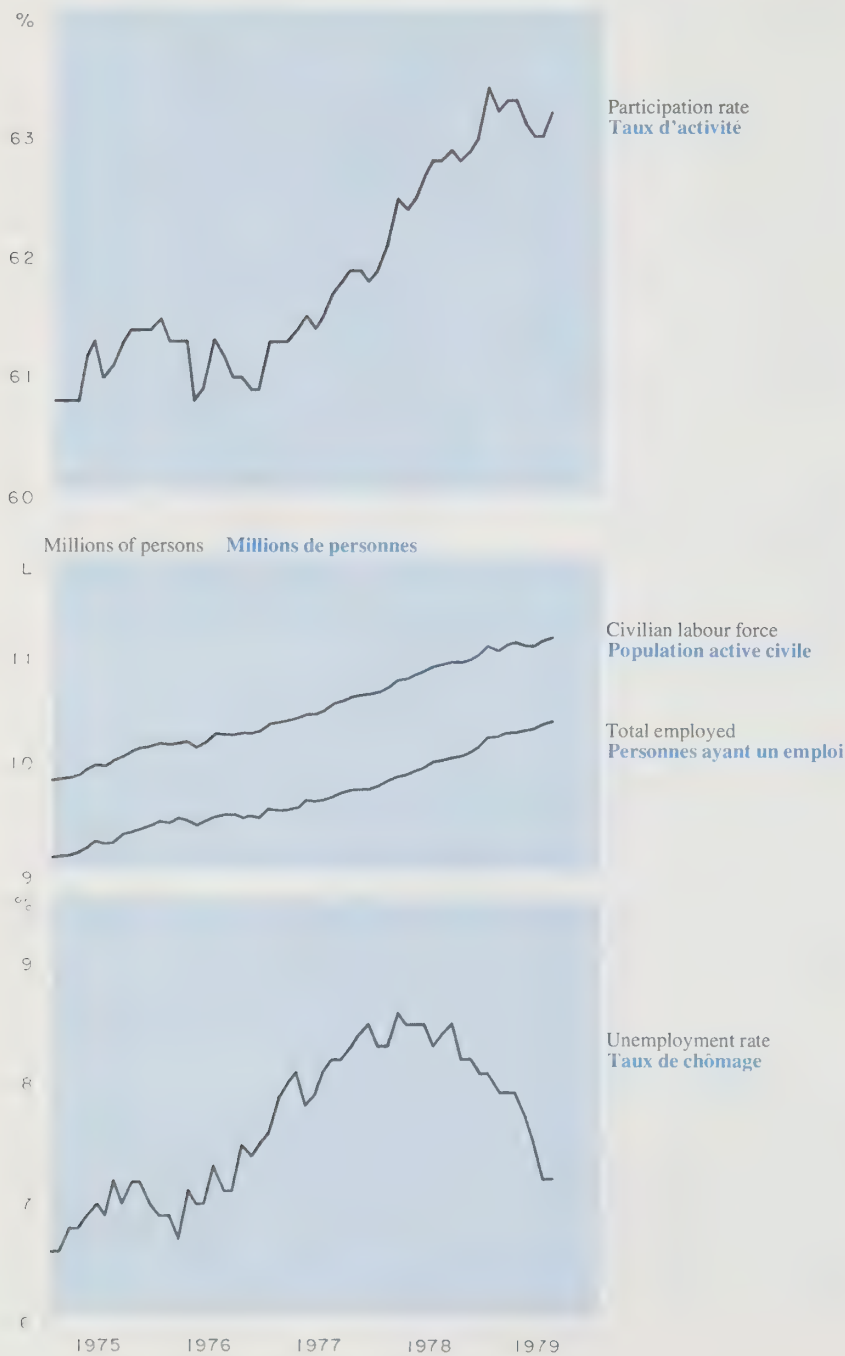 %
63
62
61
60
Participation rate
Taux d'activité
Millions of persons Millions de personnes
L
11
10
9
Civilian labour force
Population active civile
Total employed
Personnes ayant un emploi
%
9
8
7
6
Unemployment rate
Taux de chômage
1975 1976 1977 1978 1979